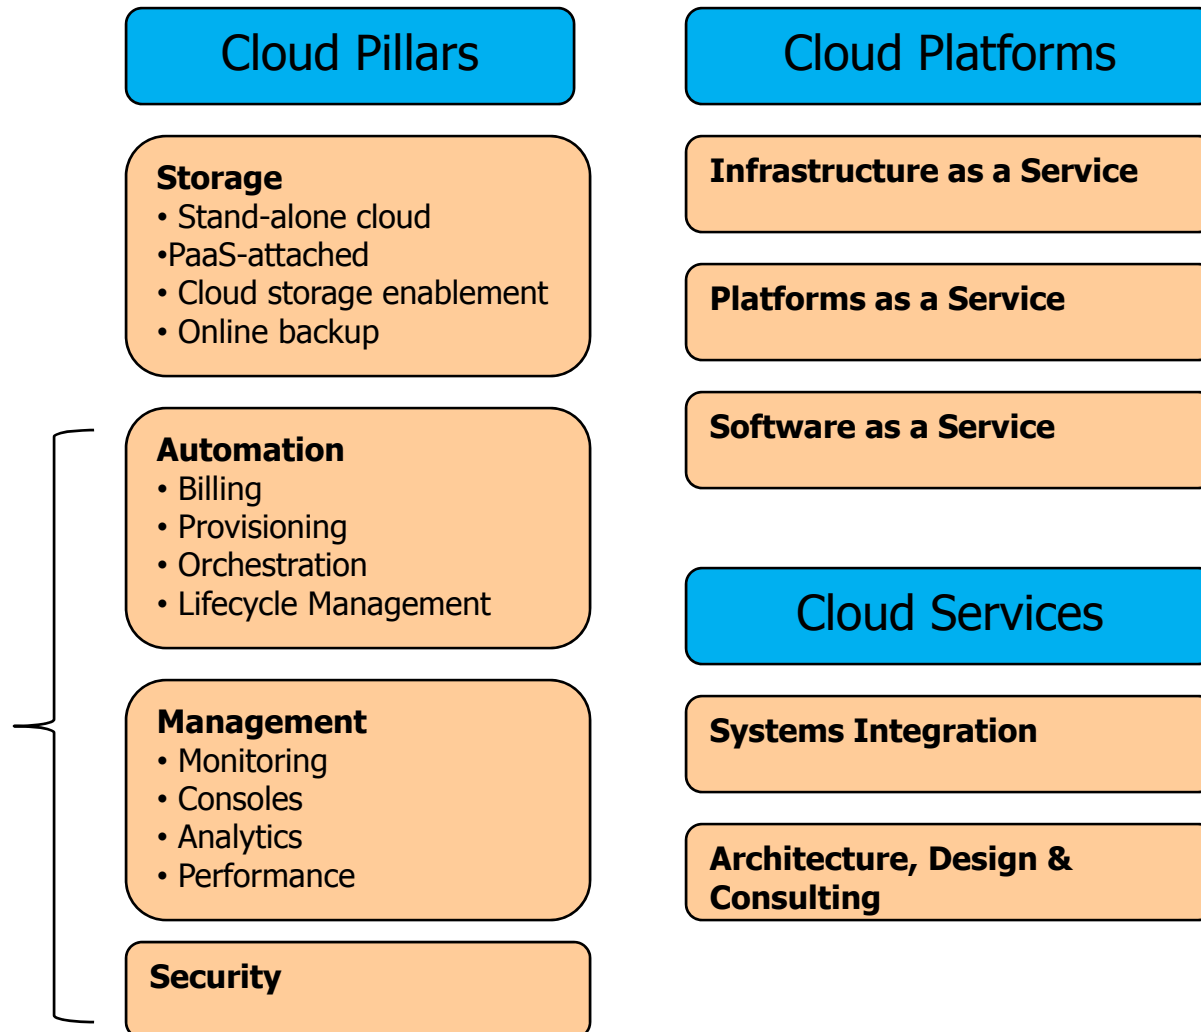 Cloud Pillars
Storage
• Stand-alone cloud
•PaaS-attached
• Cloud storage enablement
• Online backup
Automation
• Billing
• Provisioning
• Orchestration
• Lifecycle Management
Management
• Monitoring
• Consoles
• Analytics
• Performance
Security
Cloud Platforms
Infrastructure as a Service
Platforms as a Service
Software as a Service
Cloud Services
Systems Integration
Architecture, Design &
Consulting